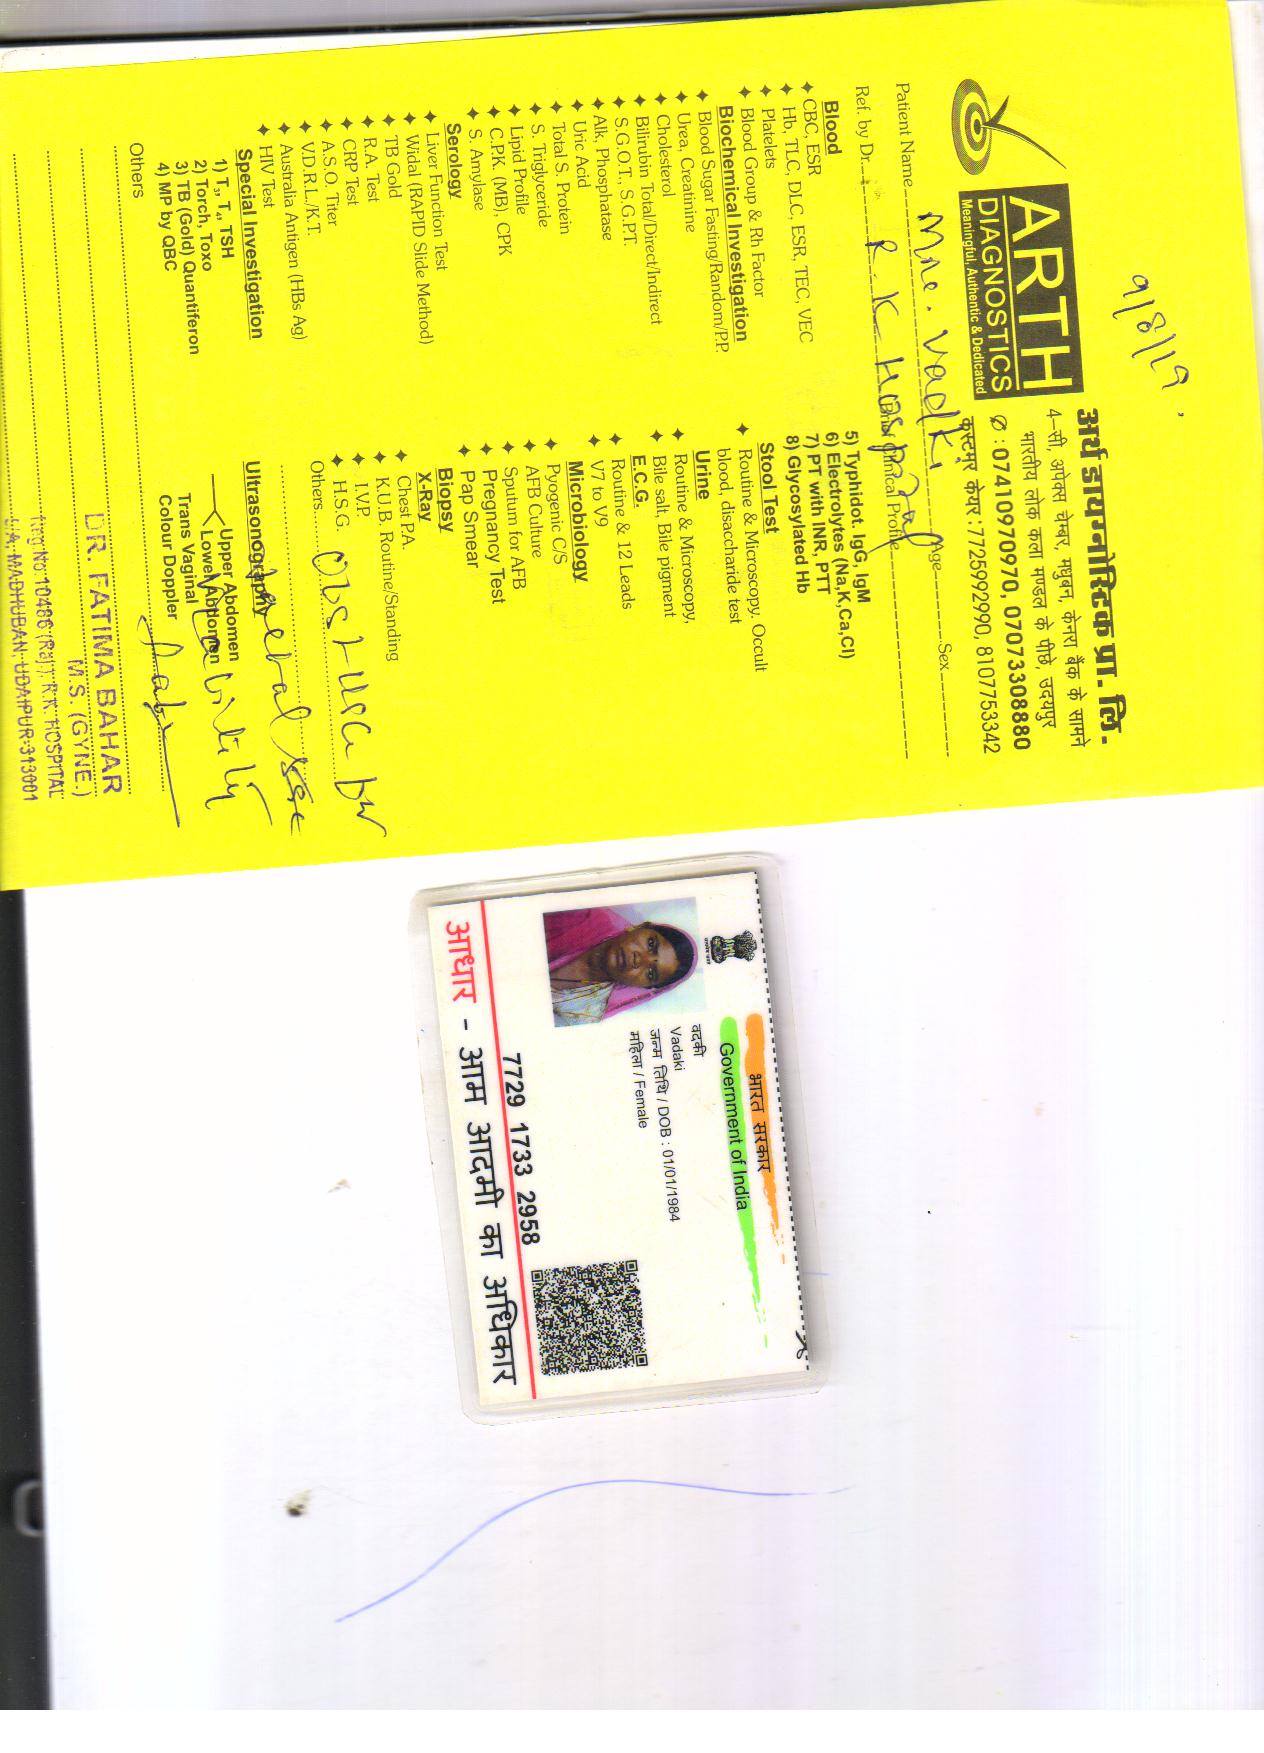 9/8/19
ARTH
DIAGNOSTICS
Meaningful, Authentic & Dedicated
अर्थ डायग्नोस्टिक प्रा. लि.
4-सी, अपेक्स चेम्बर, मधुबन, केनरा बैंक के सामने
भारतीय लोक कला मण्डल के पीछे, उदयपुर
✆ : 07410970970, 07073308880
कस्टमर केयर : 7725922990, 8107753342
Patient Name Mrs. Vadki Age Sex
Ref. by Dr. R. K. Hospital Brief Clinical Profile
Blood
✦ CBC, ESR
✦ Hb, TLC, DLC, ESR, TEC, VEC
✦ Platelets
✦ Blood Group & Rh Factor
Biochemical Investigation
✦ Blood Sugar Fasting/Random/P.P.
✦ Urea, Creatinine
✦ Cholesterol
✦ Bilirubin Total/Direct/Indirect
✦ S.G.O.T., S.G.P.T.
✦ Alk, Phosphatase
✦ Uric Acid
✦ Total S. Protein
✦ S. Triglyceride
✦ Lipid Profile
✦ C.P.K. (MB), CPK
✦ S. Amylase
Serology
✦ Liver Function Test
✦ Widal (RAPID Slide Method)
✦ TB Gold
✦ R.A. Test
✦ CRP Test
✦ A.S.O. Titer
✦ V.D.R.L./K.T.
✦ Australia Antigen (HBs Ag)
✦ HIV Test
Special Investigation
1) T3, T4, TSH
2) Torch, Toxo
3) TB (Gold) Quantiferon
4) MP by QBC
5) Typhidot. IgG, IgM
6) Electrolytes (Na,K,Ca,Cl)
7) PT with INR, PTT
8) Glycosylated Hb
Stool Test
✦ Routine & Microscopy. Occult
blood, disaccharide test
Urine
✦ Routine & Microscopy,
✦ Bile salt, Bile pigment
E.C.G.
✦ Routine & 12 Leads
✦ V7 to V9
Microbiology
✦ Pyogenic C/S
✦ AFB Culture
✦ Sputum for AFB
✦ Pregnancy Test
✦ Pap Smear
Biopsy
X-Ray
✦ Chest P.A.
✦ K.U.B. Routine/Standing
✦ I.V.P.
✦ H.S.G.
Others Obst USG
Ultrasonography
Upper Abdomen
Lower Abdomen
Trans Vaginal
Colour Doppler
Others
DR. FATIMA BAHAR
M.S. (GYNE.)
Reg No 10486 (Raj.) R.K. HOSPITAL
MADHUBAN, UDAIPUR-313001
भारत सरकार
Government of India
वदकी
Vadaki
जन्म तिथि / DOB : 01/01/1984
महिला / Female
7729 1733 2958
आधार - आम आदमी का अधिकार